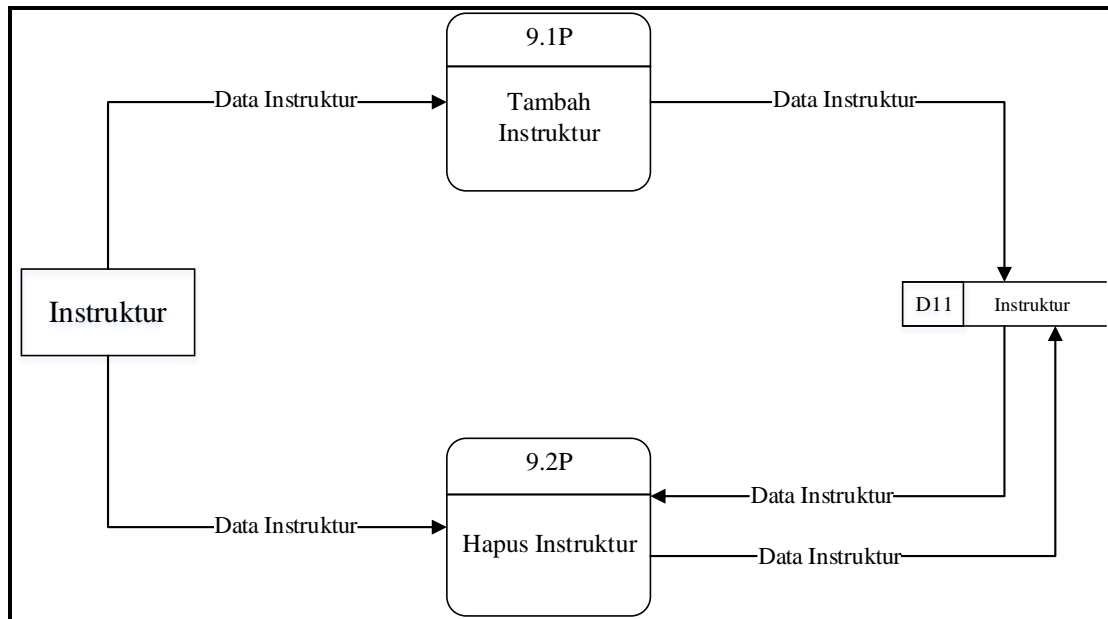 9.1P
Data Instruktur
Tambah
Instruktur
Data Instruktur
Instruktur
D11
Instruktur
9.2P
Data Instruktur
Data Instruktur
Hapus Instruktur
Data Instruktur